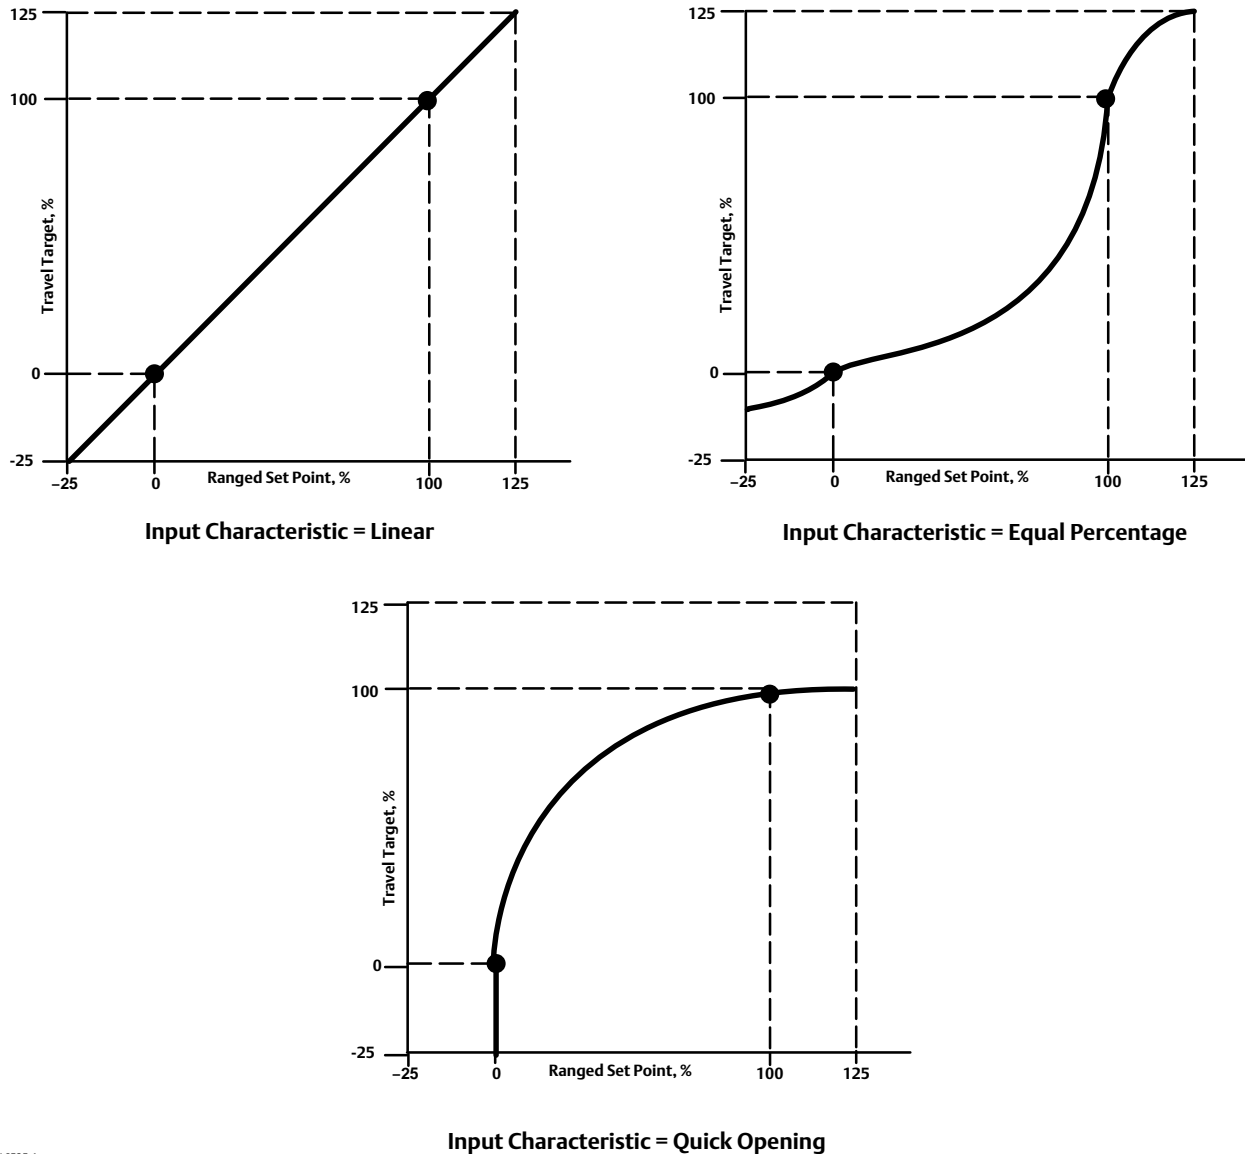 125
100
Travel Target, %
0
-25
–25
0
Ranged Set Point, %
100
125
Input Characteristic = Linear
125
100
Travel Target, %
0
-25
–25
0
Ranged Set Point, %
100
125
Input Characteristic = Equal Percentage
125
100
Travel Target, %
0
-25
–25
0
Ranged Set Point, %
100
125
Input Characteristic = Quick Opening